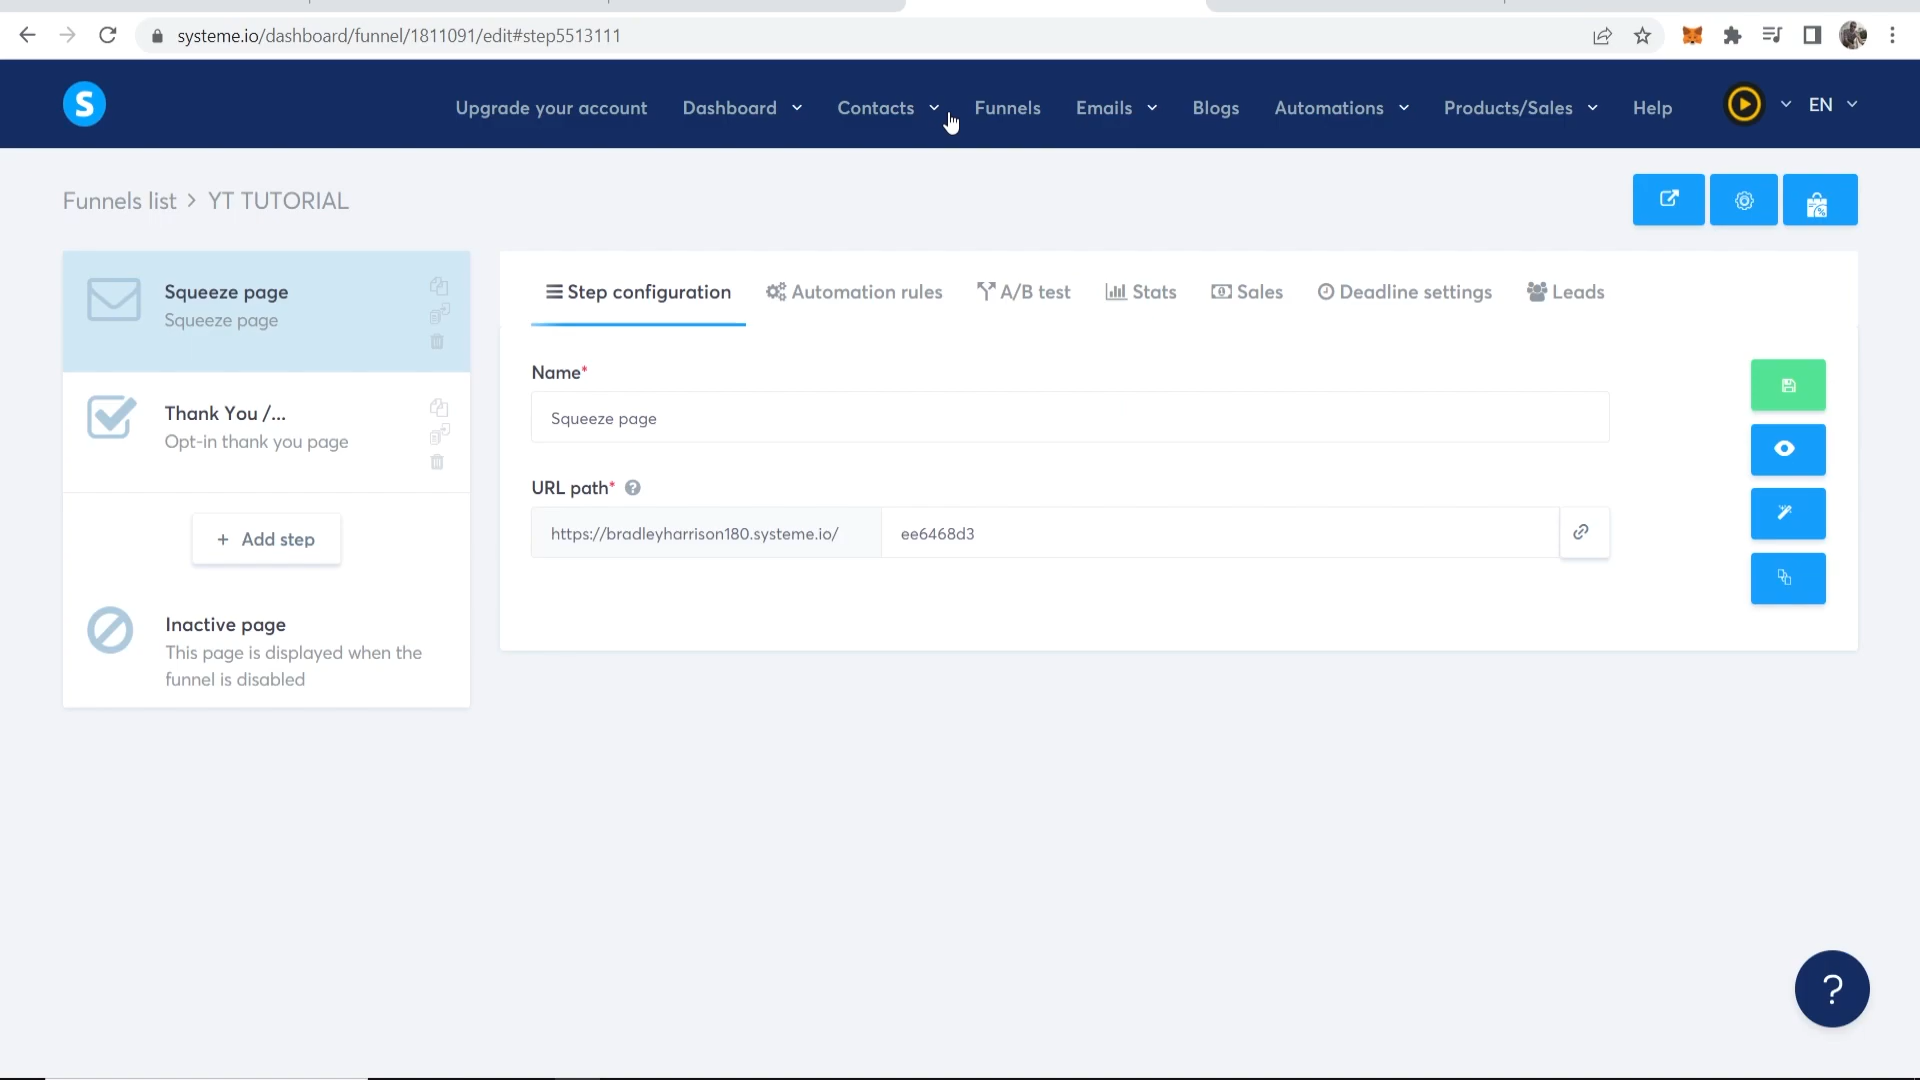 systeme.io/dashboard/funnel/1811091/edit#step5513111
S
Upgrade your account
Dashboard
Contacts
Funnels
Emails
Blogs
Automations
Products/Sales
Help
EN
Funnels list > YT TUTORIAL
Squeeze page
Squeeze page
Thank You /...
Opt-in thank you page
+ Add step
Inactive page
This page is displayed when the
funnel is disabled
Step configuration
Automation rules
A/B test
Stats
Sales
Deadline settings
Leads
Name*
Squeeze page
URL path* ?
https://bradleyharrison180.systeme.io/
ee6468d3
?